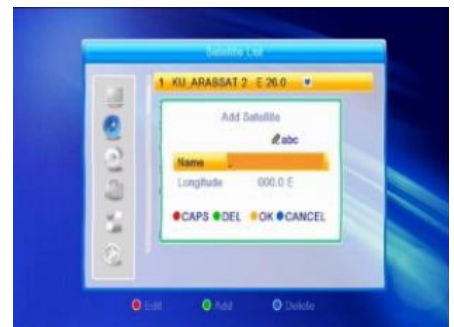 Satellite List
1 KU_ARABSAT 2 E 26.0
Add Satellite
abc
Name
Longitude 000.0 E
CAPS DEL OK CANCEL
Edit Add Delete